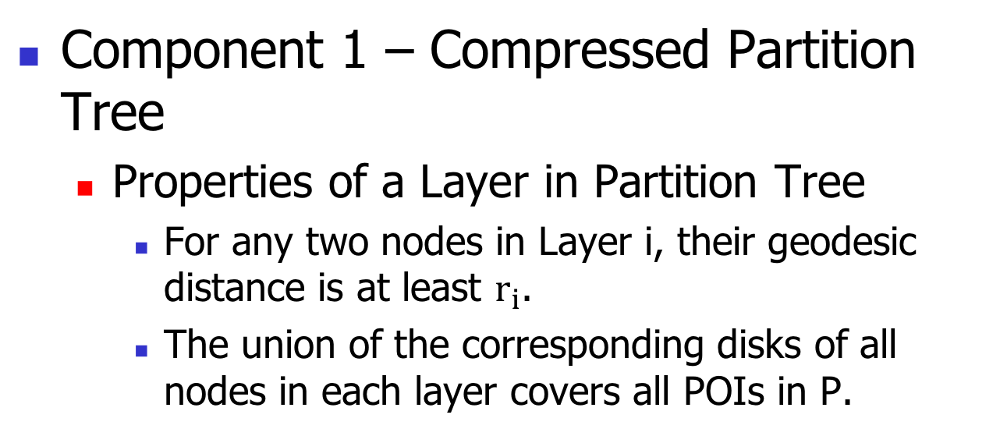 Component 1 – Compressed Partition
Tree
Properties of a Layer in Partition Tree
For any two nodes in Layer i, their geodesic
distance is at least rᵢ.
The union of the corresponding disks of all
nodes in each layer covers all POIs in P.